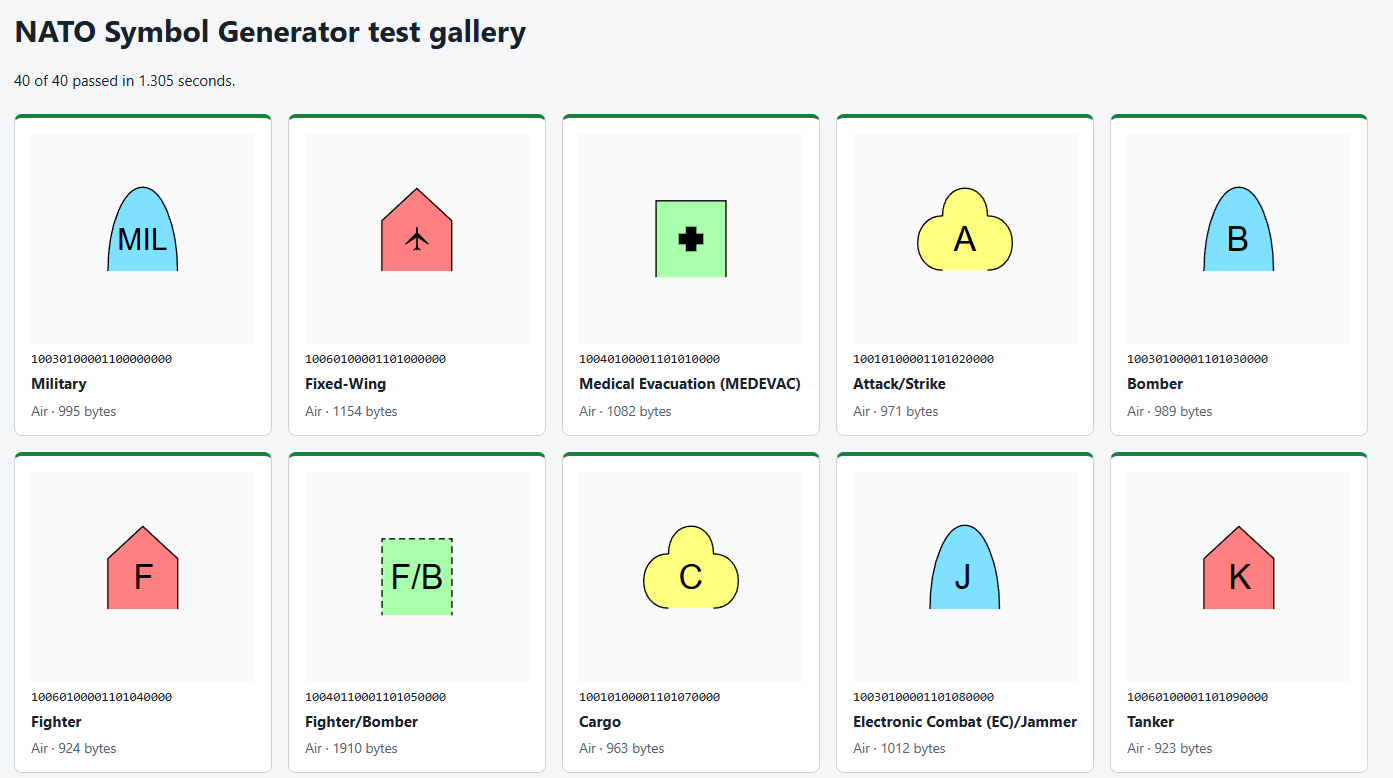 NATO Symbol Generator test gallery
40 of 40 passed in 1.305 seconds.
MIL
A
B
10030100001100000000
10060100001101000000
10040100001101010000
10010100001101020000
10030100001101030000
Military
Fixed-Wing
Medical Evacuation (MEDEVAC)
Attack/Strike
Bomber
Air · 995 bytes
Air · 1154 bytes
Air · 1082 bytes
Air · 971 bytes
Air · 989 bytes
F
F/B
C
J
K
10060100001101040000
10040110001101050000
10010100001101070000
10030100001101080000
10060100001101090000
Fighter
Fighter/Bomber
Cargo
Electronic Combat (EC)/Jammer
Tanker
Air · 924 bytes
Air · 1910 bytes
Air · 963 bytes
Air · 1012 bytes
Air · 923 bytes